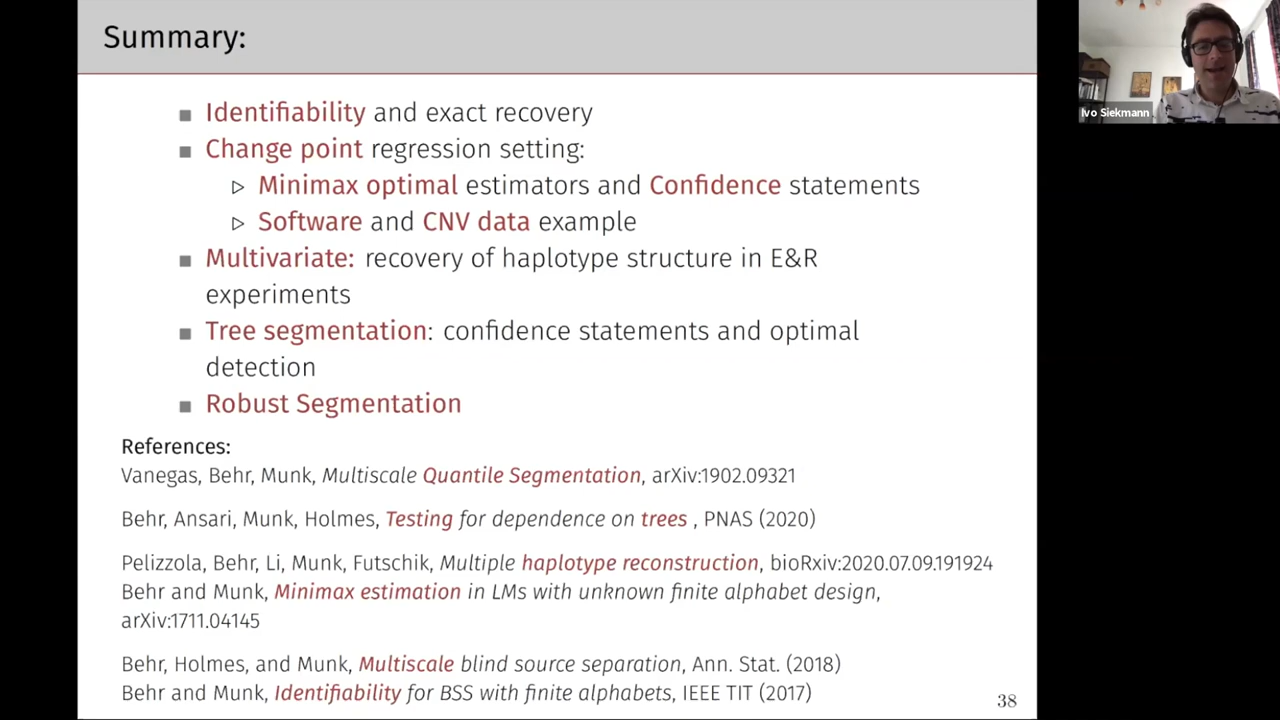 Summary:
Ivo Siekmann
■ Identifiability and exact recovery
■ Change point regression setting:
▷ Minimax optimal estimators and Confidence statements
▷ Software and CNV data example
■ Multivariate: recovery of haplotype structure in E&R
experiments
■ Tree segmentation: confidence statements and optimal
detection
■ Robust Segmentation
References:
Vanegas, Behr, Munk, Multiscale Quantile Segmentation, arXiv:1902.09321
Behr, Ansari, Munk, Holmes, Testing for dependence on trees , PNAS (2020)
Pelizzola, Behr, Li, Munk, Futschik, Multiple haplotype reconstruction, bioRxiv:2020.07.09.191924
Behr and Munk, Minimax estimation in LMs with unknown finite alphabet design,
arXiv:1711.04145
Behr, Holmes, and Munk, Multiscale blind source separation, Ann. Stat. (2018)
Behr and Munk, Identifiability for BSS with finite alphabets, IEEE TIT (2017)
38